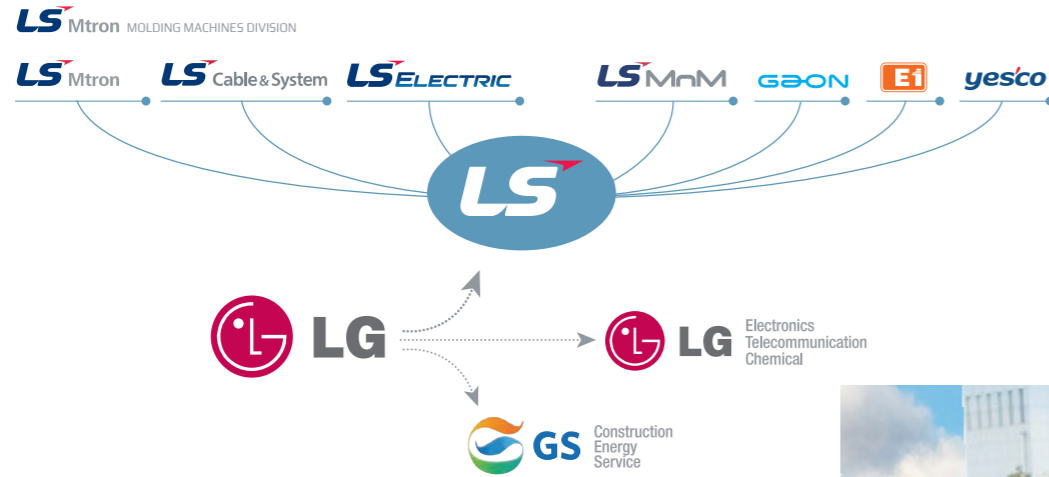 LS Mtron MOLDING MACHINES DIVISION
LS Mtron
LS Cable & System
LS ELECTRIC
LS MnM
GAON
E1
yesco
LS
LG
LG
Electronics
Telecommunication
Chemical
GS
Construction
Energy
Service